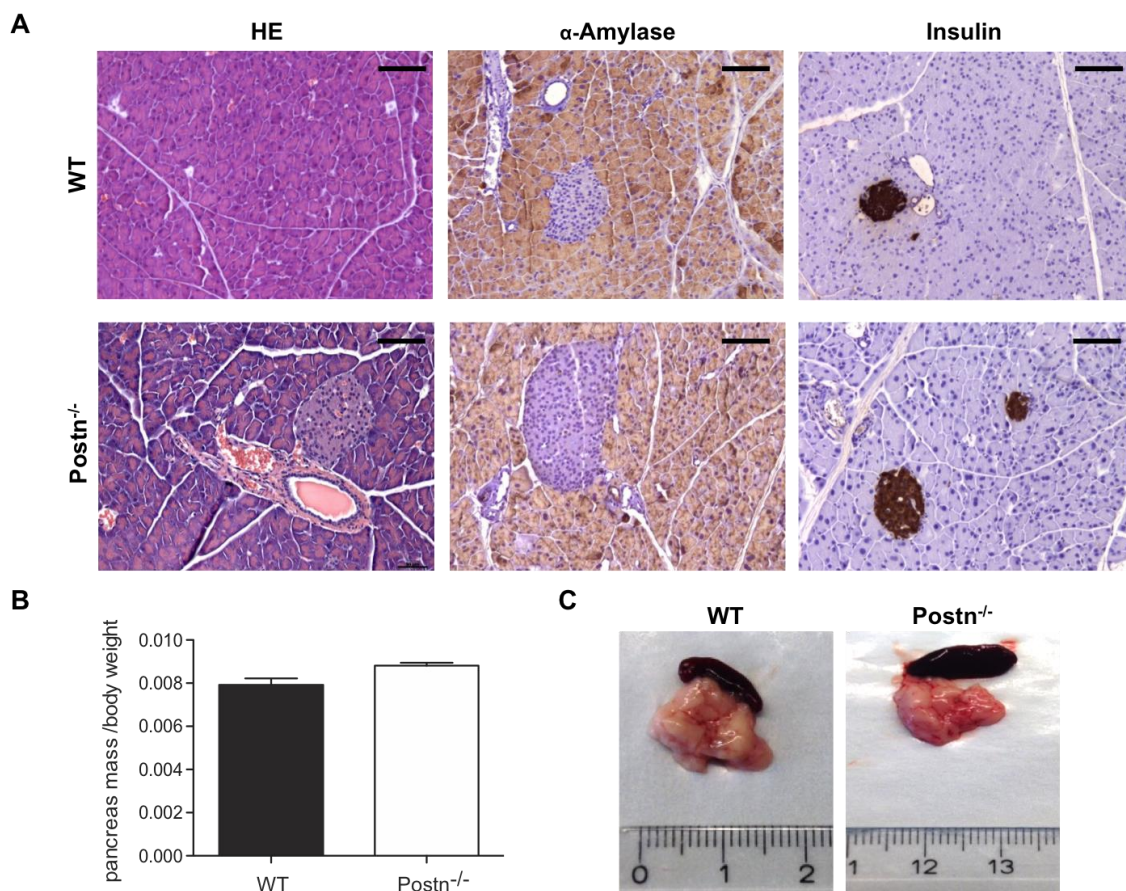 A
HE
α-Amylase
Insulin
WT
Postn-/-
B
C
pancreas mass /body weight
0.010
0.008
0.006
0.004
0.002
0.000
WT
Postn-/-
WT
Postn-/-
0 1 2
1 12 13